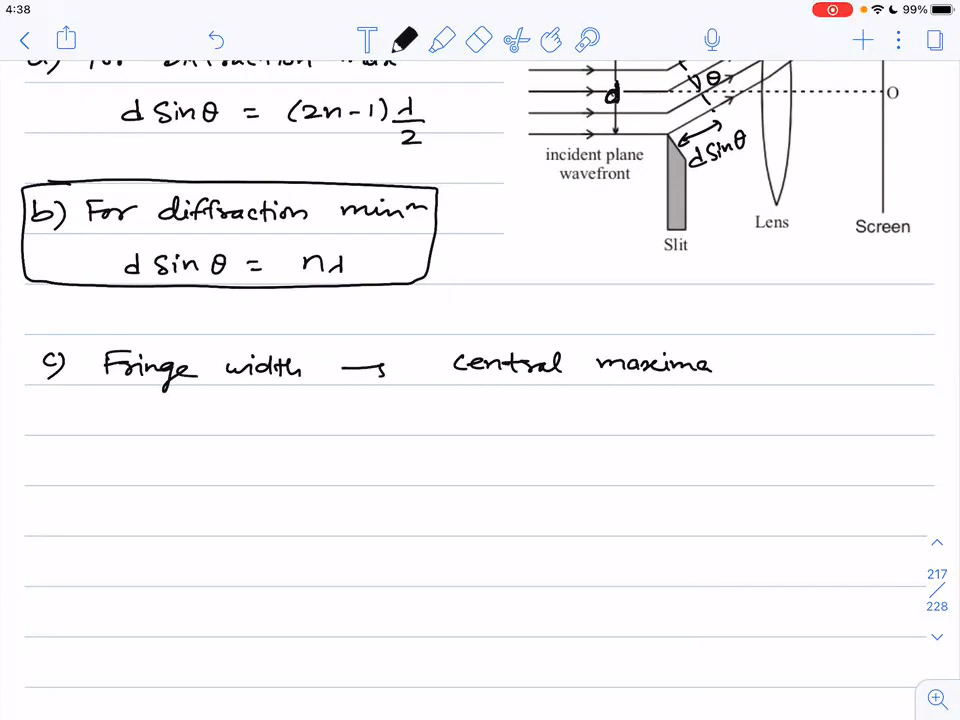 4:38
99%
d Sin θ = (2n-1) λ/2
b) For diffraction minm
d Sin θ = nλ
c) Fringe width → central maxima
d
θ
d Sin θ
O
incident plane
wavefront
Slit
Lens
Screen
217
228